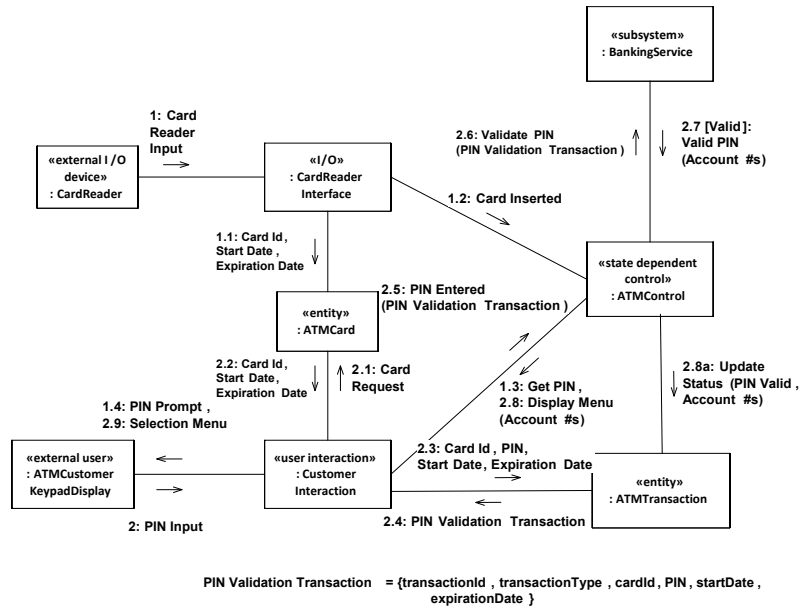 «subsystem»
: BankingService
1: Card
Reader
Input
2.6: Validate PIN
(PIN Validation Transaction )
2.7 [Valid]:
Valid PIN
(Account #s)
«external I /O
device»
: CardReader
«I/O»
: CardReader
Interface
1.2: Card Inserted
1.1: Card Id ,
Start Date ,
Expiration Date
«state dependent
control»
: ATMControl
2.5: PIN Entered
(PIN Validation Transaction )
«entity»
: ATMCard
2.2: Card Id,
Start Date,
Expiration Date
2.1: Card
Request
1.3: Get PIN ,
2.8: Display Menu
(Account #s)
2.8a: Update
Status (PIN Valid ,
Account #s)
1.4: PIN Prompt ,
2.9: Selection Menu
«external user»
: ATMCustomer
KeypadDisplay
«user interaction»
: Customer
Interaction
2.3: Card Id , PIN,
Start Date, Expiration Date
«entity»
: ATMTransaction
2: PIN Input
2.4: PIN Validation Transaction
PIN Validation Transaction = {transactionId , transactionType , cardId, PIN , startDate ,
expirationDate }